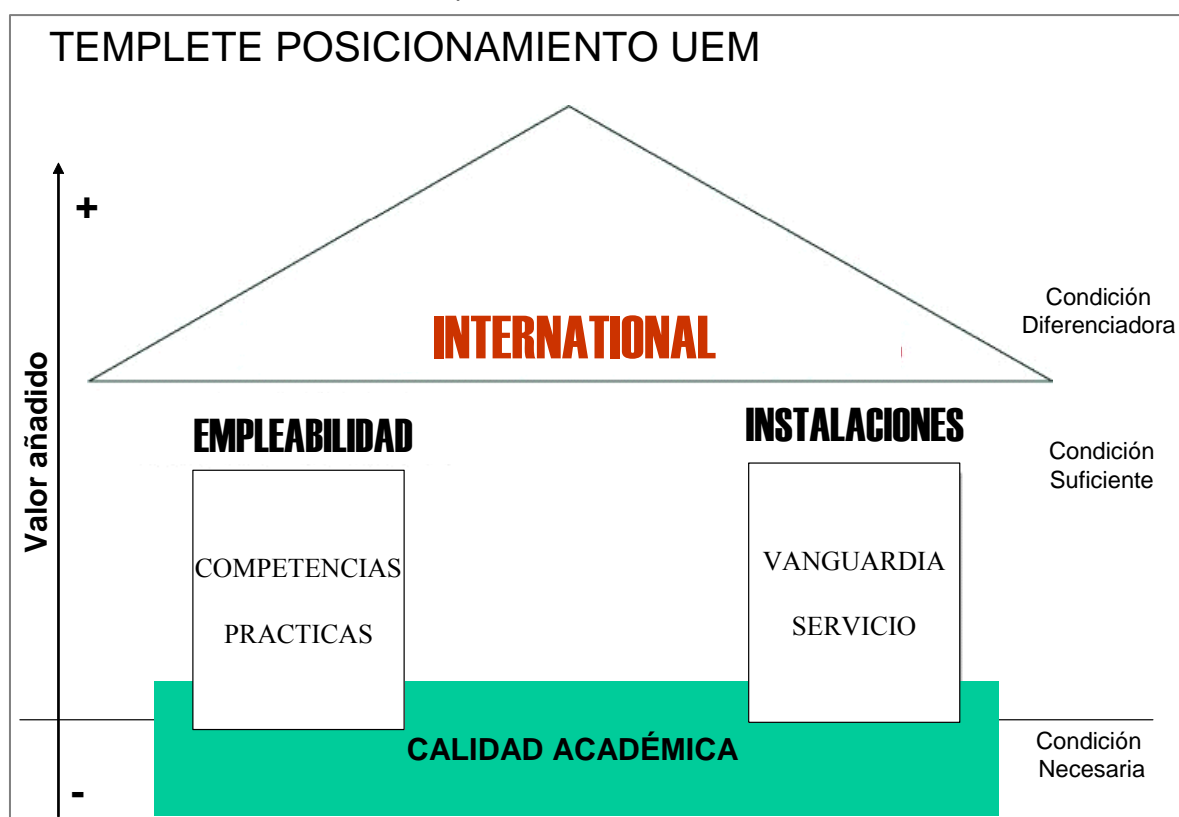 TEMPLETE POSICIONAMIENTO UEM
+
Condición
Diferenciadora
INTERNATIONAL
Valor añadido
EMPLEABILIDAD
INSTALACIONES
Condición
Suficiente
COMPETENCIAS
PRACTICAS
VANGUARDIA
SERVICIO
CALIDAD ACADÉMICA
Condición
Necesaria
-